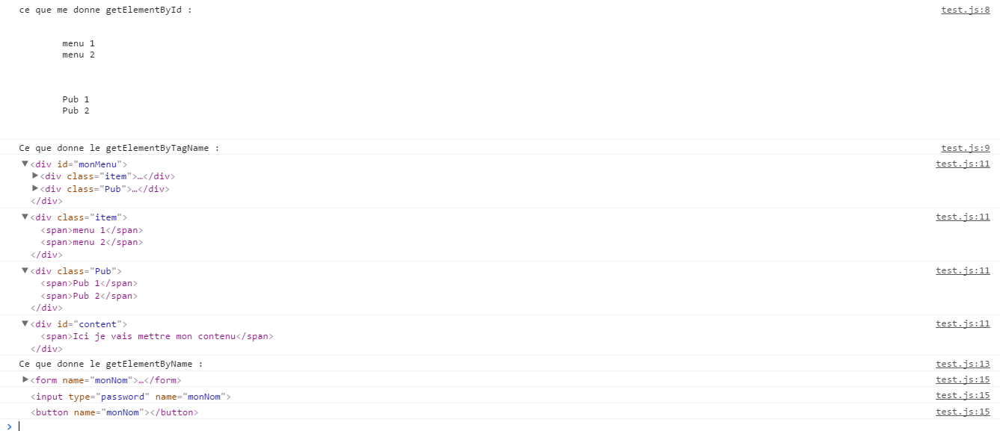 ce que me donne getElementById : test.js:8
menu 1
menu 2
Pub 1
Pub 2
Ce que donne le getElementByTagName : test.js:9
▼<div id="monMenu"> test.js:11
▶<div class="item">…</div>
▶<div class="Pub">…</div>
</div>
▼<div class="item"> test.js:11
<span>menu 1</span>
<span>menu 2</span>
</div>
▼<div class="Pub"> test.js:11
<span>Pub 1</span>
<span>Pub 2</span>
</div>
▼<div id="content"> test.js:11
<span>Ici je vais mettre mon contenu</span>
</div>
Ce que donne le getElementByName : test.js:13
▶<form name="monNom">…</form> test.js:15
<input type="password" name="monNom"> test.js:15
<button name="monNom"></button> test.js:15
>